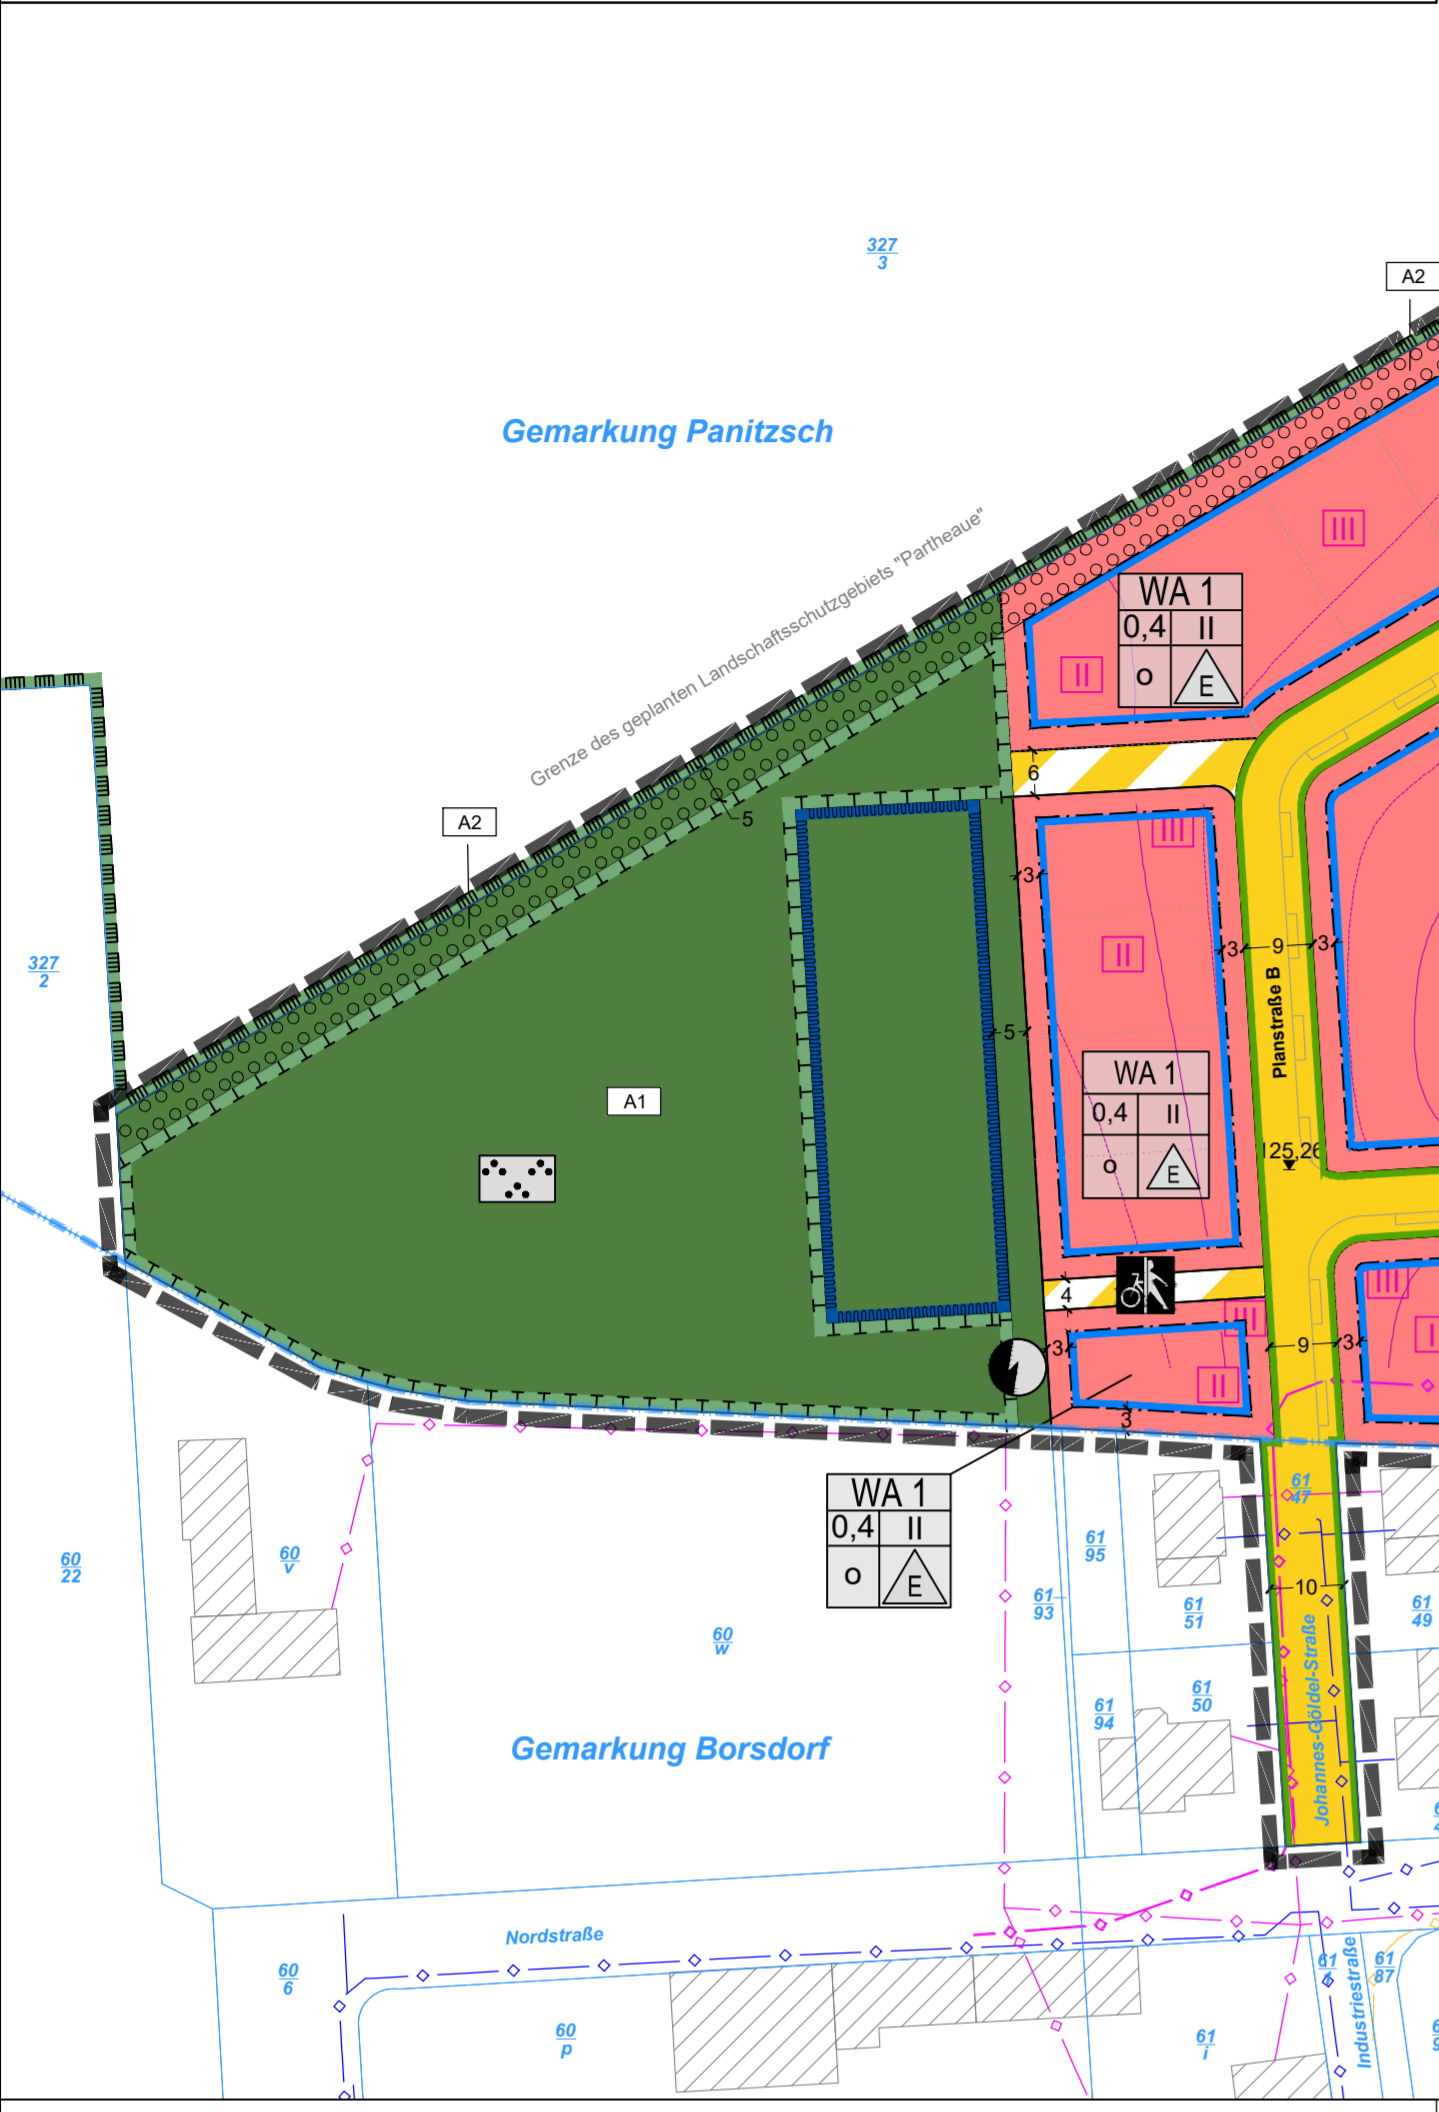 327
3
A2
Gemarkung Panitzsch
Grenze des geplanten Landschaftsschutzgebiets "Partheaue"
III
WA 1
0,4 II
o E
II
6
5
A2
III
3
327
2
II
3
9
3
Planstraße B
5
WA 1
0,4 II
o E
A1
125,26
4
III
III
3
9
3
II
3
WA 1
0,4 II
o E
61
47
60
22
60
v
61
95
10
61
93
61
51
61
49
60
w
61
50
61
94
Johannes-Göldel-Straße
Gemarkung Borsdorf
Nordstraße
60
6
61
87
Industriestraße
60
p
61
i